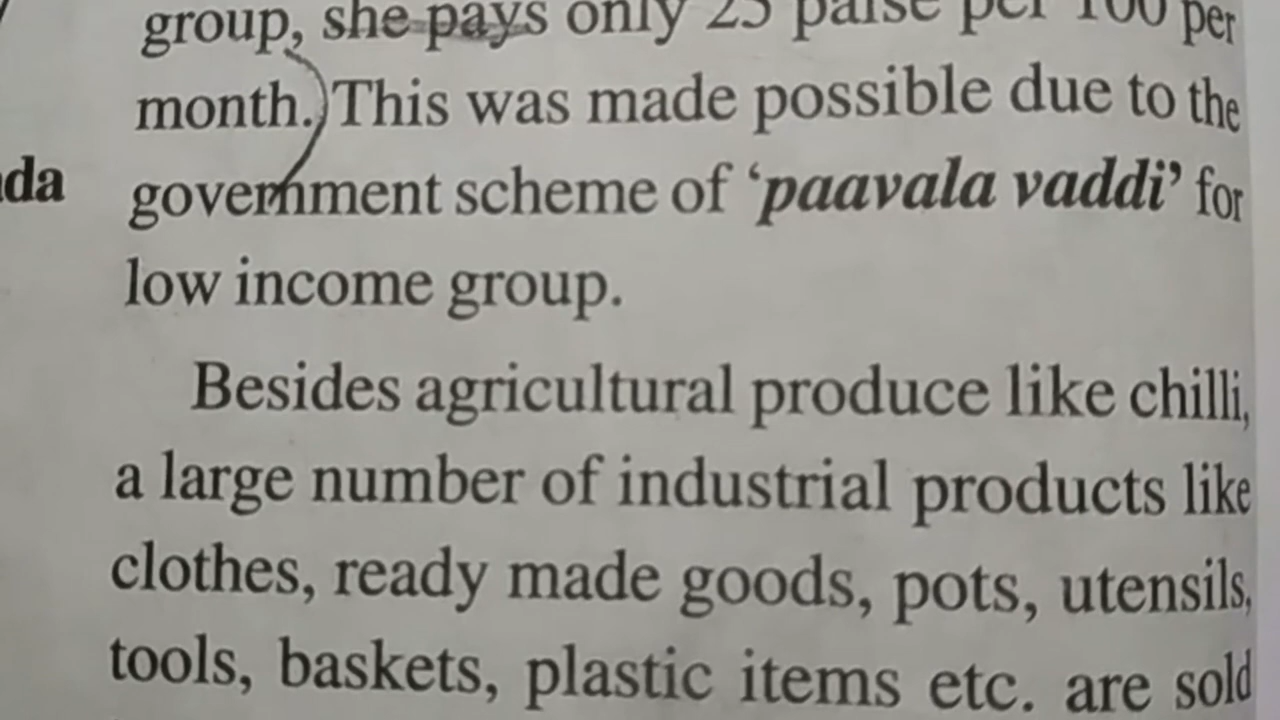 group, she pays only 25 paise per 100 per
month. This was made possible due to the
da
government scheme of ‘paavala vaddi’ for
low income group.
Besides agricultural produce like chilli,
a large number of industrial products like
clothes, ready made goods, pots, utensils,
tools, baskets, plastic items etc. are sold